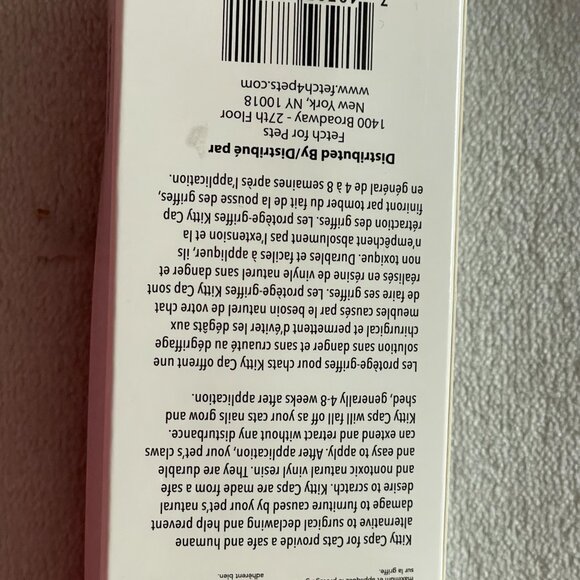 sur la griffe.
adhèrent bien.
Kitty Caps for Cats provide a safe and humane
alternative to surgical declawing and help prevent
damage to furniture caused by your pet's natural
desire to scratch. Kitty Caps are made from a safe
and nontoxic natural vinyl resin. They are durable
and easy to apply. After application, your pet's claws
can extend and retract without any disturbance.
Kitty Caps will fall off as your cats nails grow and
shed, generally 4-8 weeks after application.
Les protège-griffes pour chats Kitty Cap offrent une
solution sans danger et sans cruauté au dégriffage
chirurgical et permettent d'éviter les dégâts aux
meubles causés par le besoin naturel de votre chat
de faire ses griffes. Les protège-griffes Kitty Cap sont
réalisés en résine de vinyle naturel sans danger et
non toxique. Durables et faciles à appliquer, ils
n'empêchent absolument pas l'extension et la
rétraction des griffes. Les protège-griffes Kitty Cap
finiront par tomber du fait de la pousse des griffes,
en général de 4 à 8 semaines après l'application.
Distributed By/Distribué par
Fetch for Pets
1400 Broadway - 27th Floor
New York, NY 10018
www.fetch4pets.com
7